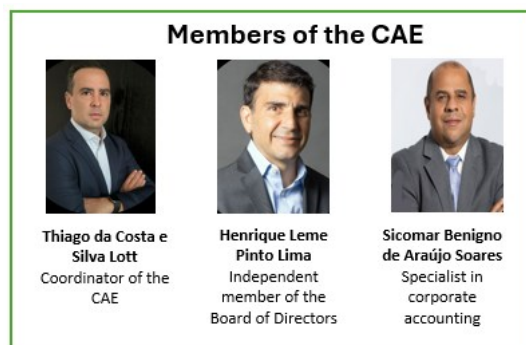 Members of the CAE
Thiago da Costa e
Silva Lott
Coordinator of the
CAE
Henrique Leme
Pinto Lima
Independent
member of the
Board of Directors
Sicomar Benigno
de Araújo Soares
Specialist in
corporate
accounting